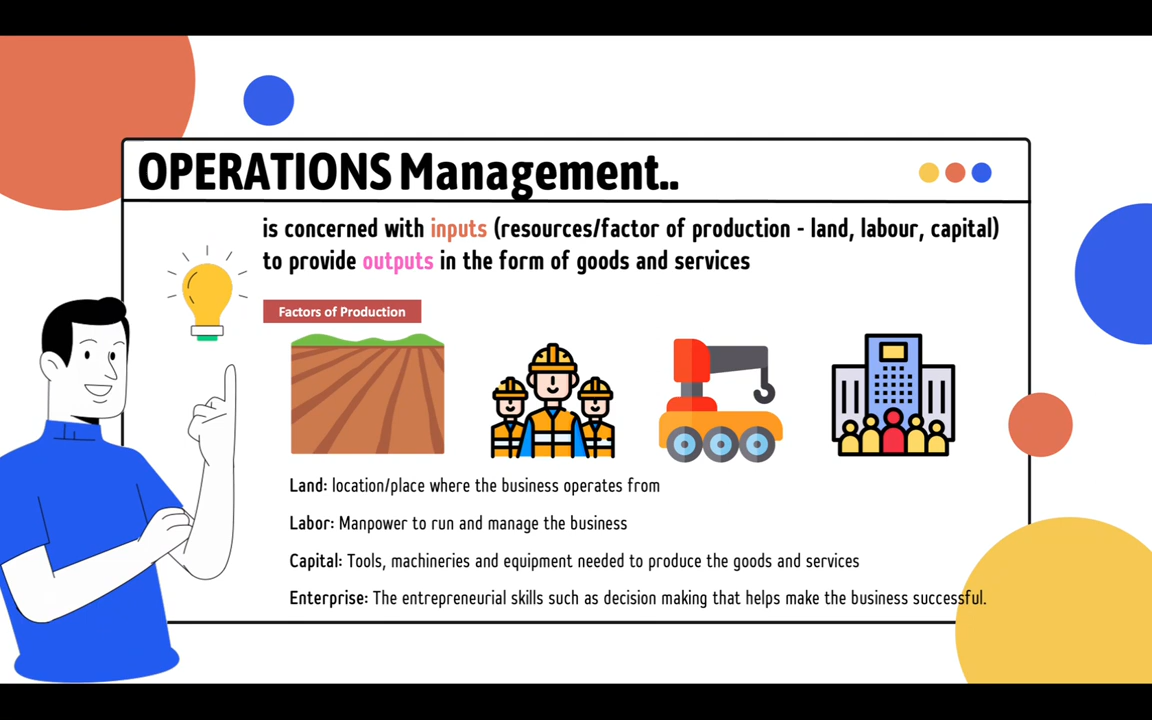 OPERATIONS Management..
is concerned with inputs (resources/factor of production - land, labour, capital)
to provide outputs in the form of goods and services
Factors of Production
Land: location/place where the business operates from
Labor: Manpower to run and manage the business
Capital: Tools, machineries and equipment needed to produce the goods and services
Enterprise: The entrepreneurial skills such as decision making that helps make the business successful.